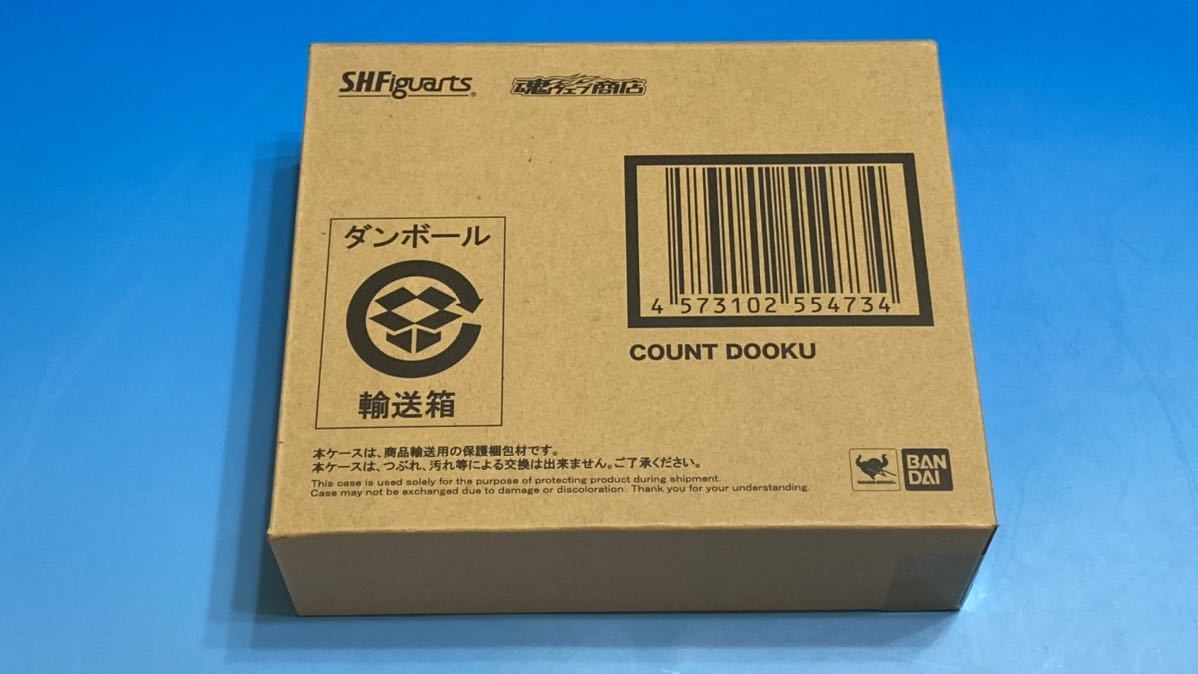 S.H.Figuarts®
魂ウェブ商店
4 573102 554734
COUNT DOOKU
ダンボール
輸送箱
本ケースは、商品輸送用の保護梱包材です。
本ケースは、つぶれ、汚れ等による交換は出来ません。ご了承ください。
This case is used solely for the purpose of protecting product during shipment.
Case may not be exchanged due to damage or discoloration. Thank you for your understanding.
BAN
DAI